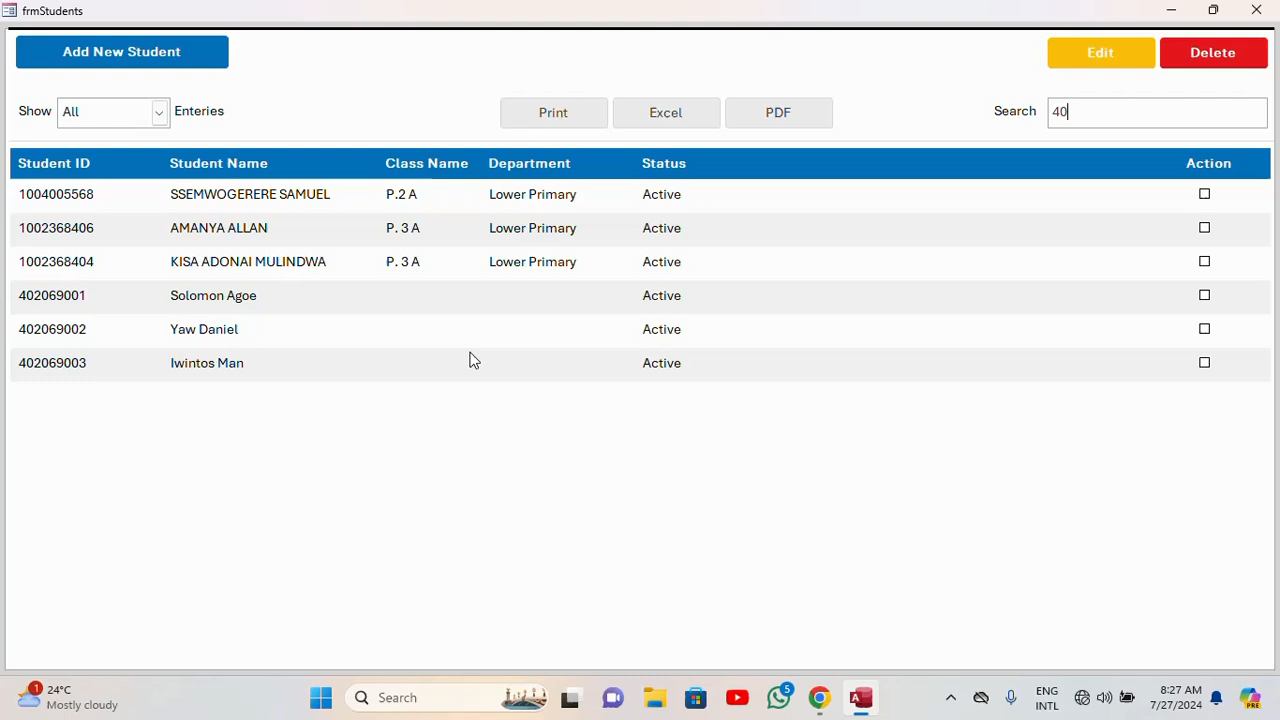 frmStudents
Add New Student
Edit Delete
Show All Enteries Print Excel PDF Search 40
Student ID Student Name Class Name Department Status Action
1004005568 SSEMWOGERERE SAMUEL P.2 A Lower Primary Active
1002368406 AMANYA ALLAN P. 3 A Lower Primary Active
1002368404 KISA ADONAI MULINDWA P. 3 A Lower Primary Active
402069001 Solomon Agoe Active
402069002 Yaw Daniel Active
402069003 Iwintos Man Active
1 24°C Mostly cloudy Search 5 ENG INTL 8:27 AM 7/27/2024 PRE